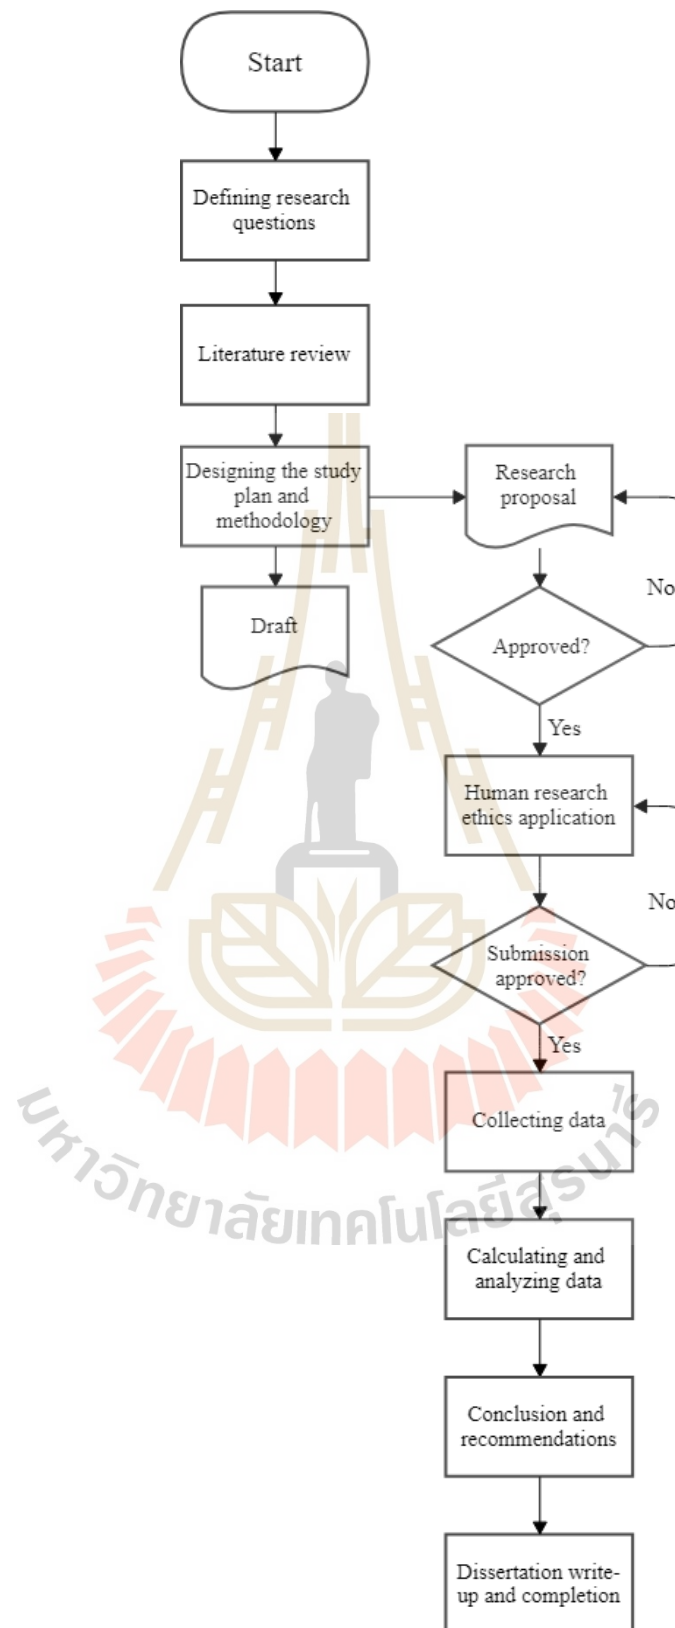 Start
Defining research
questions
Literature review
Designing the study
plan and
methodology
Research
proposal
No
Draft
Approved?
Yes
Human research
ethics application
No
Submission
approved?
Yes
Collecting data
มหาวิทยาลัยเทคโนโลยีสุรนารี
Calculating and
analyzing data
Conclusion and
recommendations
Dissertation write-
up and completion